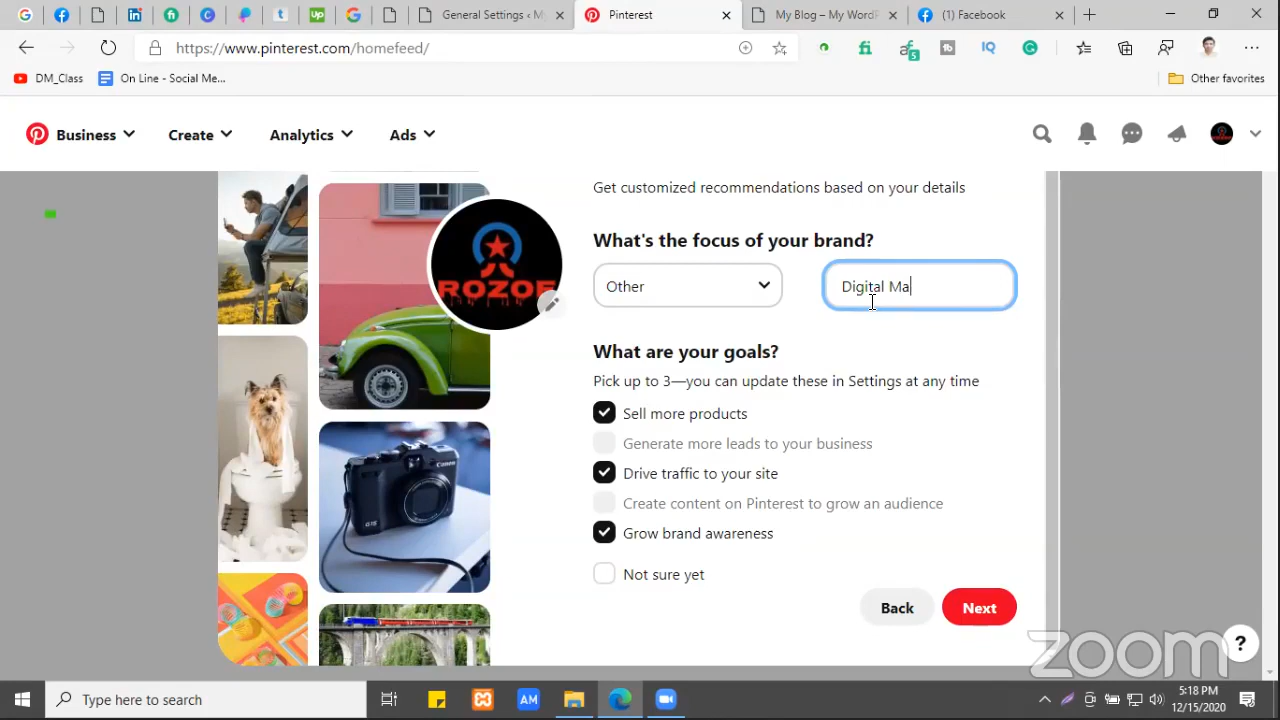 General Settings ‹ M
Pinterest
My Blog – My WordPr
(1) Facebook
https://www.pinterest.com/homefeed/
DM_Class
On Line - Social Me...
Other favorites
Business
Create
Analytics
Ads
Get customized recommendations based on your details
What's the focus of your brand?
Other
Digital Ma
ROZOE
What are your goals?
Pick up to 3—you can update these in Settings at any time
Sell more products
Generate more leads to your business
Drive traffic to your site
Create content on Pinterest to grow an audience
Grow brand awareness
Not sure yet
Back
Next
Canon
zoom
?
Type here to search
AM
5:18 PM
12/15/2020